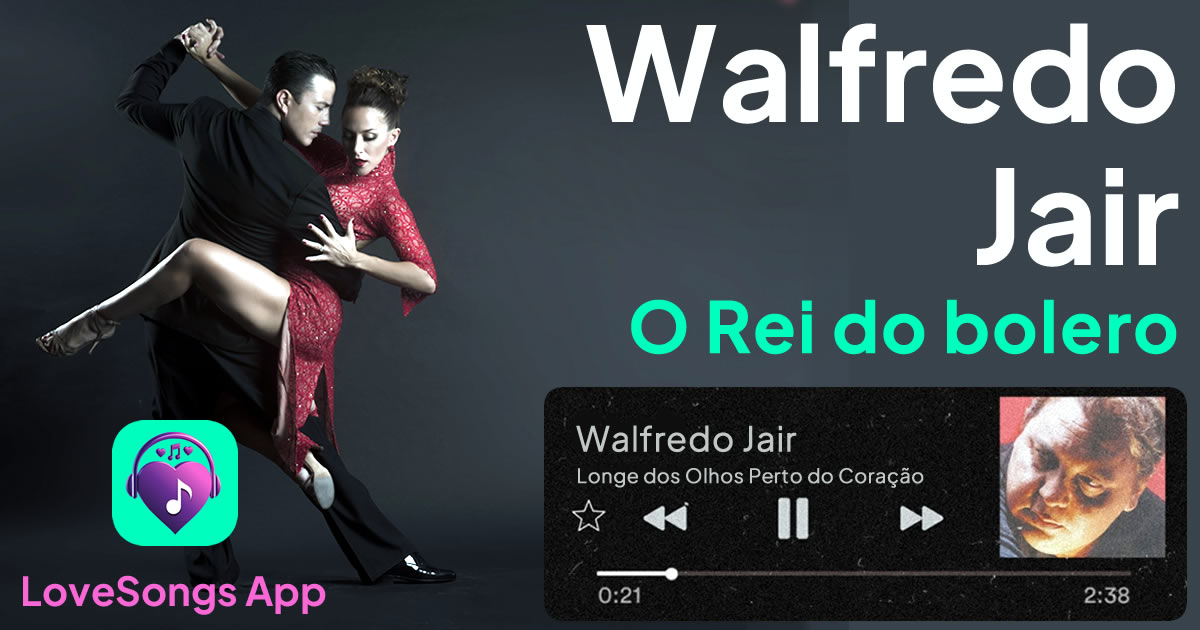 Walfredo
Jair
O Rei do bolero
Walfredo Jair
Longe dos Olhos Perto do Coração
0:21
2:38
LoveSongs App